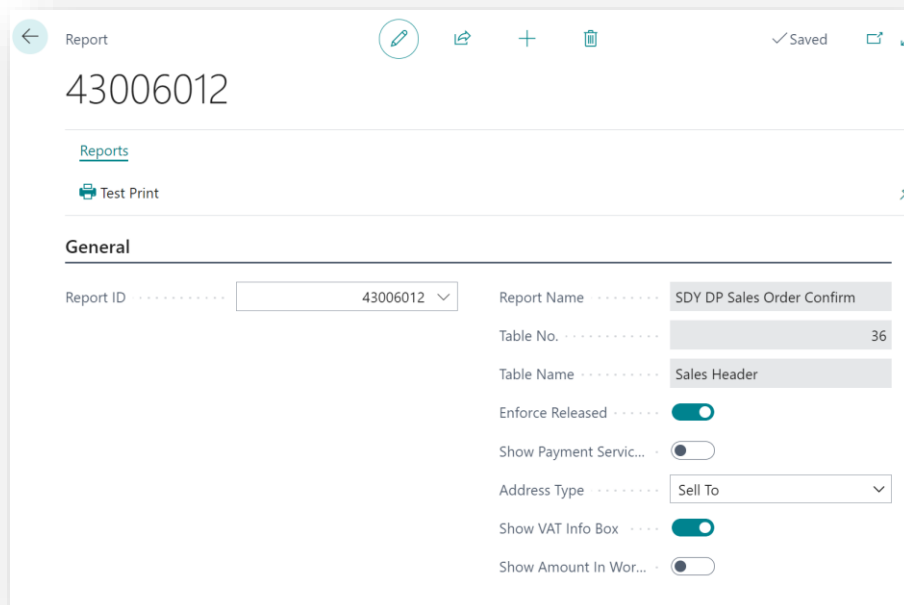 Report
Saved
43006012
Reports
Test Print
General
Report ID
43006012
Report Name
SDY DP Sales Order Confirm
Table No.
36
Table Name
Sales Header
Enforce Released
Show Payment Servic...
Address Type
Sell To
Show VAT Info Box
Show Amount In Wor...